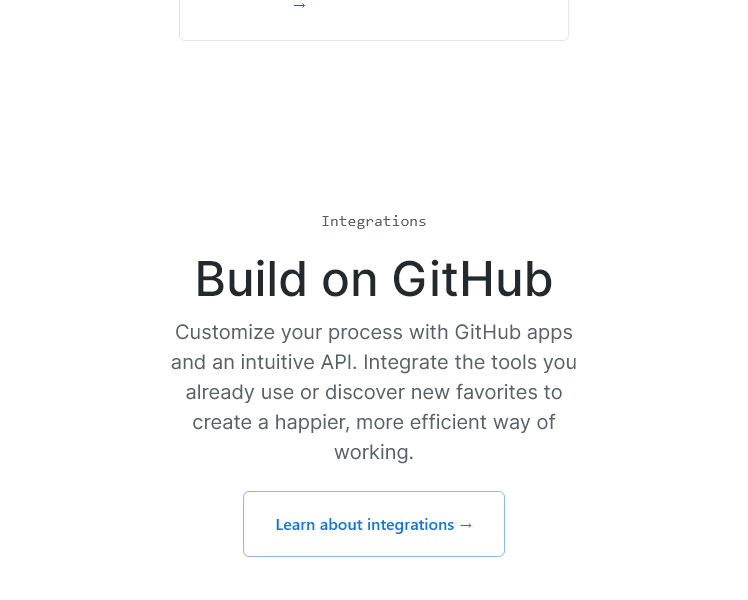 →
Integrations
Build on GitHub
Customize your process with GitHub apps
and an intuitive API. Integrate the tools you
already use or discover new favorites to
create a happier, more efficient way of
working.
Learn about integrations →